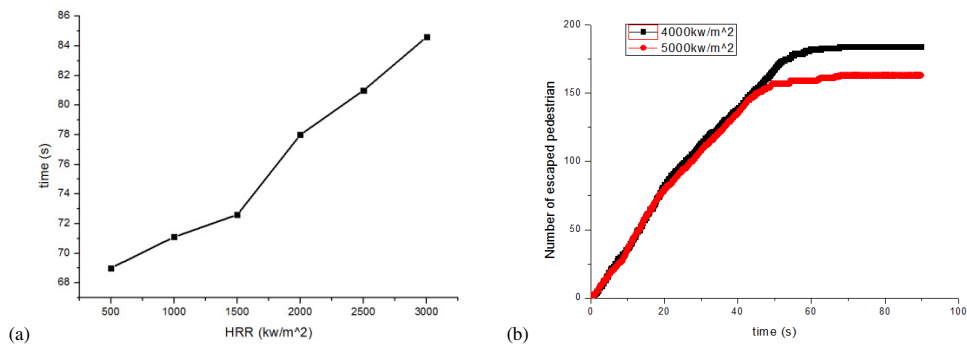 86
84
82
80
78
76
74
72
70
68
time (s)
500 1000 1500 2000 2500 3000
HRR (kw/m^2)
(a)
200
150
100
50
0
Number of escaped pedestrian
4000kw/m^2
5000kw/m^2
0 20 40 60 80 100
time (s)
(b)